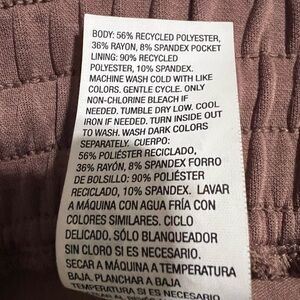 BODY: 56% RECYCLED POLYESTER,
36% RAYON, 8% SPANDEX POCKET
LINING: 90% RECYCLED
POLYESTER, 10% SPANDEX.
MACHINE WASH COLD WITH LIKE
COLORS. GENTLE CYCLE. ONLY
NON-CHLORINE BLEACH IF
NEEDED. TUMBLE DRY LOW. COOL
IRON IF NEEDED. TURN INSIDE OUT
TO WASH. WASH DARK COLORS
SEPARATELY. CUERPO:
56% POLIÉSTER RECICLADO,
36% RAYÓN, 8% SPANDEX FORRO
DE BOLSILLO: 90% POLIÉSTER
RECICLADO, 10% SPANDEX. LAVAR
A MÁQUINA CON AGUA FRÍA CON
COLORES SIMILARES. CICLO
DELICADO, SÓLO BLANQUEADOR
SIN CLORO SI ES NECESARIO.
SECAR A MÁQUINA A TEMPERATURA
BAJA. PLANCHAR A BAJA
TEMPERATURA SI ES NECESARIO